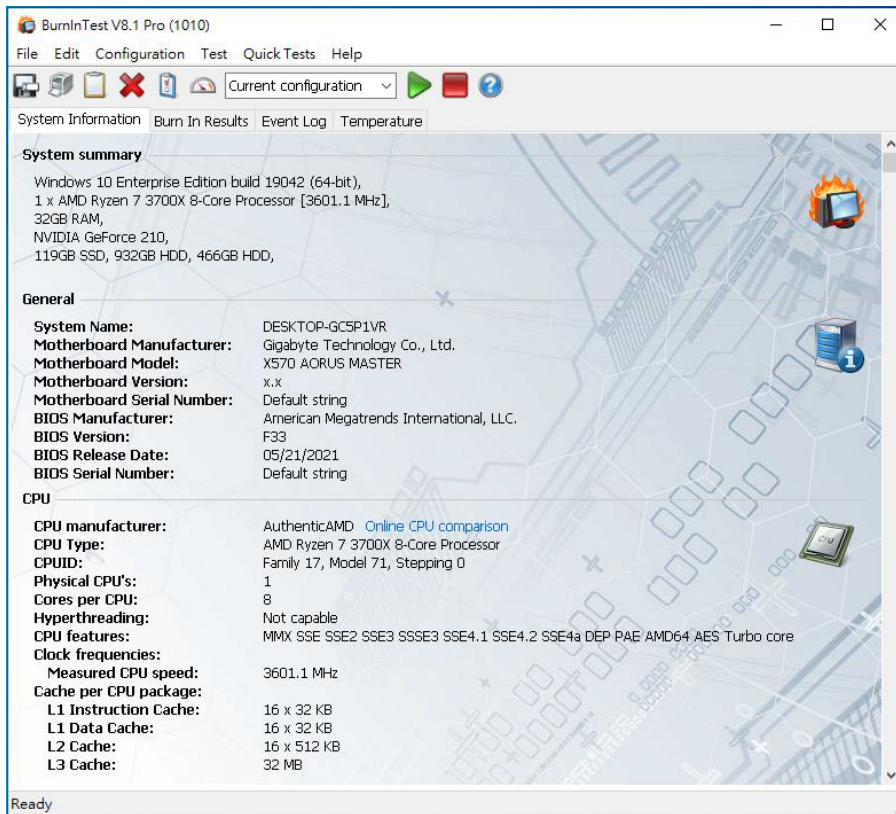 BurnInTest V8.1 Pro (1010)
File Edit Configuration Test Quick Tests Help
Current configuration
System Information Burn In Results Event Log Temperature
System summary
Windows 10 Enterprise Edition build 19042 (64-bit),
1 x AMD Ryzen 7 3700X 8-Core Processor [3601.1 MHz],
32GB RAM,
NVIDIA GeForce 210,
119GB SSD, 932GB HDD, 466GB HDD,
General
System Name: DESKTOP-GC5P1VR
Motherboard Manufacturer: Gigabyte Technology Co., Ltd.
Motherboard Model: X570 AORUS MASTER
Motherboard Version: x.x
Motherboard Serial Number: Default string
BIOS Manufacturer: American Megatrends International, LLC.
BIOS Version: F33
BIOS Release Date: 05/21/2021
BIOS Serial Number: Default string
CPU
CPU manufacturer: AuthenticAMD Online CPU comparison
CPU Type: AMD Ryzen 7 3700X 8-Core Processor
CPUID: Family 17, Model 71, Stepping 0
Physical CPU's: 1
Cores per CPU: 8
Hyperthreading: Not capable
CPU features: MMX SSE SSE2 SSE3 SSSE3 SSE4.1 SSE4.2 SSE4a DEP PAE AMD64 AES Turbo core
Clock frequencies:
Measured CPU speed: 3601.1 MHz
Cache per CPU package:
L1 Instruction Cache: 16 x 32 KB
L1 Data Cache: 16 x 32 KB
L2 Cache: 16 x 512 KB
L3 Cache: 32 MB
Ready